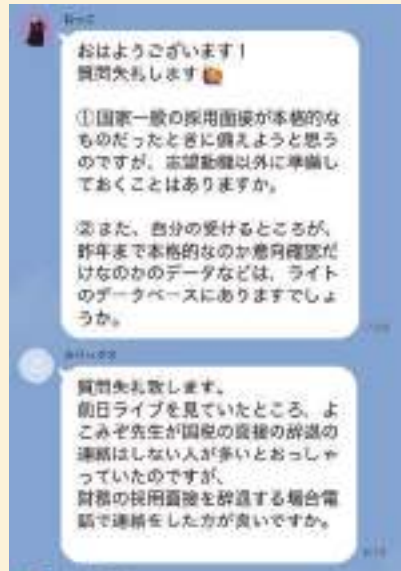 おはようございます！
質問失礼します
①国家一般の採用面接が本格的な
ものだったときに備えようと思う
のですが、志望動機以外に準備し
ておくことはありますか。
②また、自分の受けるところが、
昨年まで本格的なのか意向確認だ
けなのかのデータなどは、ライト
のデータベースにありますでしょ
うか。
質問失礼致します。
前日ライブを見ていたところ、よ
こみぞ先生が国税の面接の辞退の
連絡はしない人が多いとおっしゃ
っていたのですが、
財務の採用面接を辞退する場合電
話で連絡をした方が良いですか。